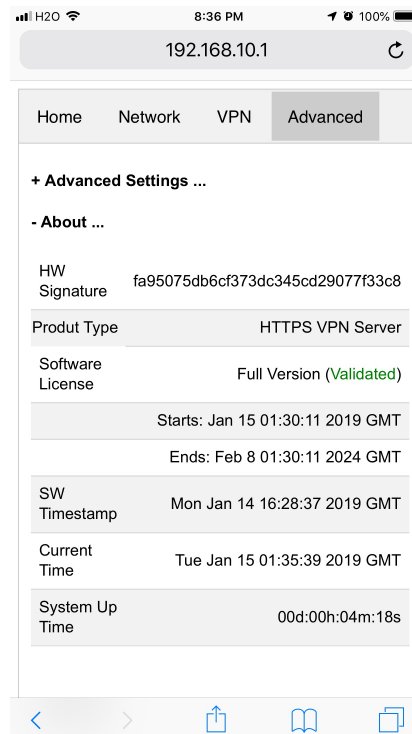 H2O 8:36 PM 100%
192.168.10.1
Home Network VPN Advanced
+ Advanced Settings ...
- About ...
HW
Signature
fa95075db6cf373dc345cd29077f33c8
Produt Type HTTPS VPN Server
Software
License
Full Version (Validated)
Starts: Jan 15 01:30:11 2019 GMT
Ends: Feb 8 01:30:11 2024 GMT
SW
Timestamp
Mon Jan 14 16:28:37 2019 GMT
Current
Time
Tue Jan 15 01:35:39 2019 GMT
System Up
Time
00d:00h:04m:18s